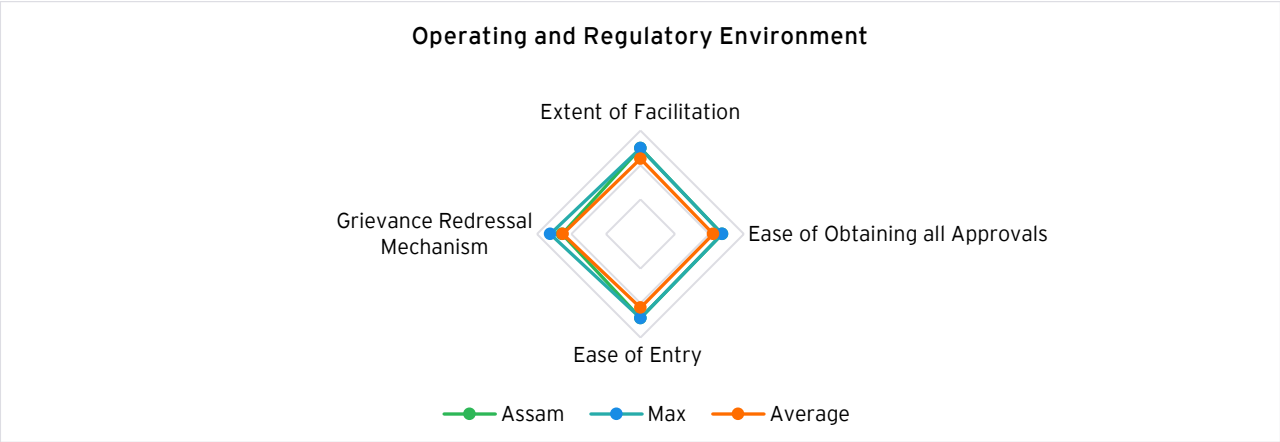 Operating and Regulatory Environment
Extent of Facilitation
Grievance Redressal
Mechanism
Ease of Obtaining all Approvals
Ease of Entry
Assam
Max
Average